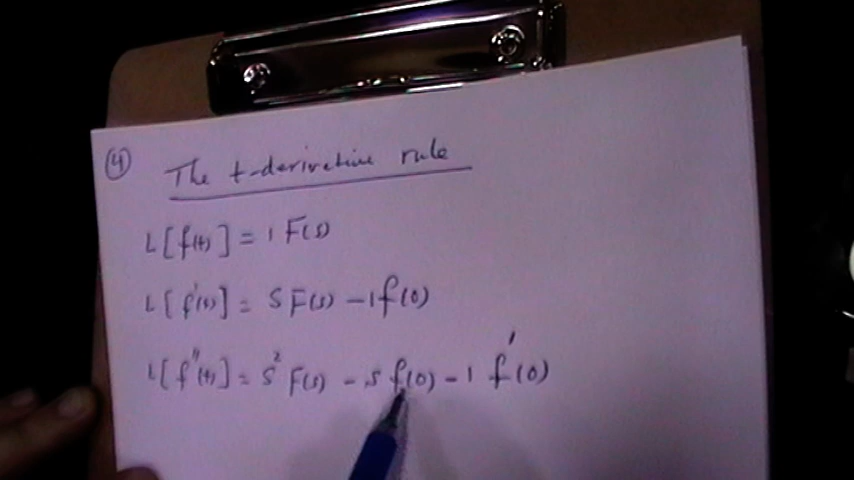 ④ The t-derivative rule
L[f(t)] = 1 F(s)
L[f'(t)] = S F(s) - 1 f(0)
L[f''(t)] = S² F(s) - s f(0) - 1 f'(0)